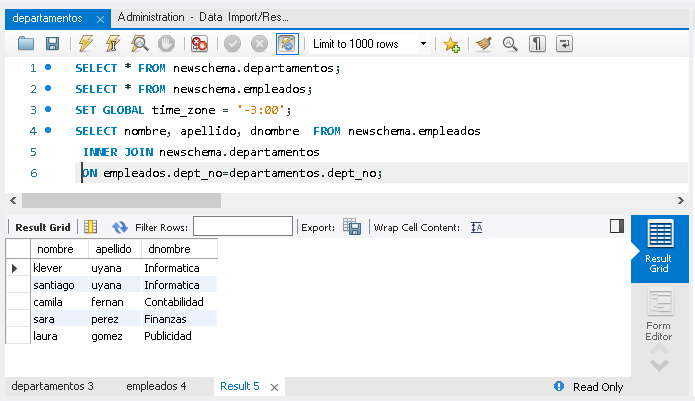 departamentos × Administration - Data Import/Res...
Limit to 1000 rows
1 SELECT * FROM newschema.departamentos;
2 SELECT * FROM newschema.empleados;
3 SET GLOBAL time_zone = '-3:00';
4 SELECT nombre, apellido, dnombre FROM newschema.empleados
5 INNER JOIN newschema.departamentos
6 ON empleados.dept_no=departamentos.dept_no;
Result Grid Filter Rows: Export: Wrap Cell Content:
nombre apellido dnombre
klever uyana Informatica
santiago uyana Informatica
camila fernan Contabilidad
sara perez Finanzas
laura gomez Publicidad
Result
Grid
Form
Editor
departamentos 3 empleados 4 Result 5 × Read Only